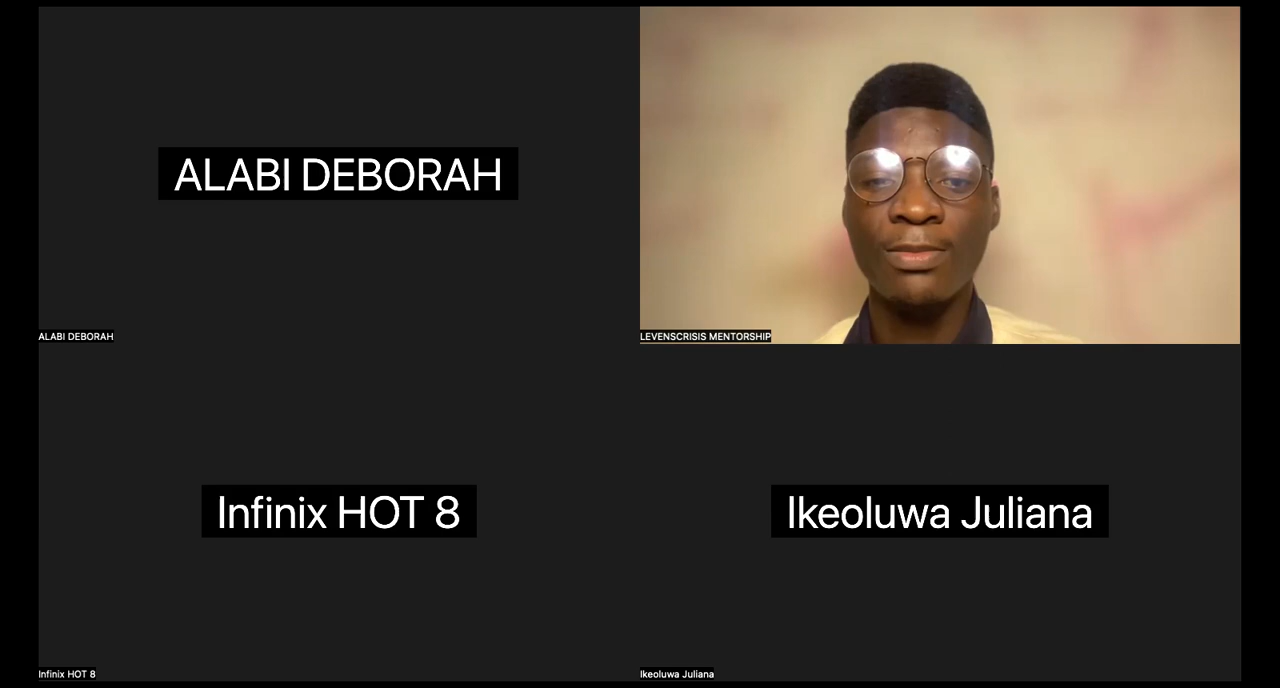 ALABI DEBORAH
ALABI DEBORAH
LEVENSCRISIS MENTORSHIP
Infinix HOT 8
Ikeoluwa Juliana
Infinix HOT 8
Ikeoluwa Juliana